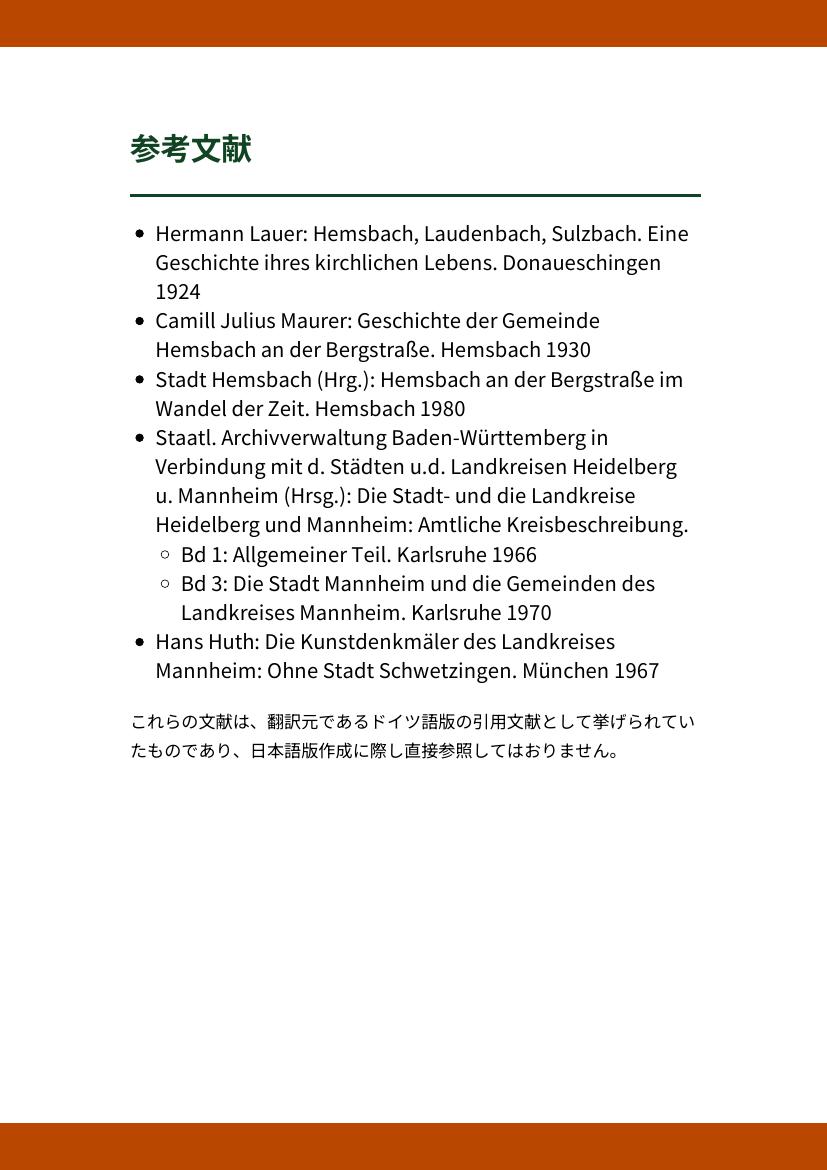 参考文献
Hermann Lauer: Hemsbach, Laudenbach, Sulzbach. Eine
Geschichte ihres kirchlichen Lebens. Donaueschingen
1924
Camill Julius Maurer: Geschichte der Gemeinde
Hemsbach an der Bergstraße. Hemsbach 1930
Stadt Hemsbach (Hrg.): Hemsbach an der Bergstraße im
Wandel der Zeit. Hemsbach 1980
Staatl. Archivverwaltung Baden-Württemberg in
Verbindung mit d. Städten u.d. Landkreisen Heidelberg
u. Mannheim (Hrsg.): Die Stadt- und die Landkreise
Heidelberg und Mannheim: Amtliche Kreisbeschreibung.
Bd 1: Allgemeiner Teil. Karlsruhe 1966
Bd 3: Die Stadt Mannheim und die Gemeinden des
Landkreises Mannheim. Karlsruhe 1970
Hans Huth: Die Kunstdenkmäler des Landkreises
Mannheim: Ohne Stadt Schwetzingen. München 1967
これらの文献は、翻訳元であるドイツ語版の引用文献として挙げられてい
たものであり、日本語版作成に際し直接参照してはおりません。